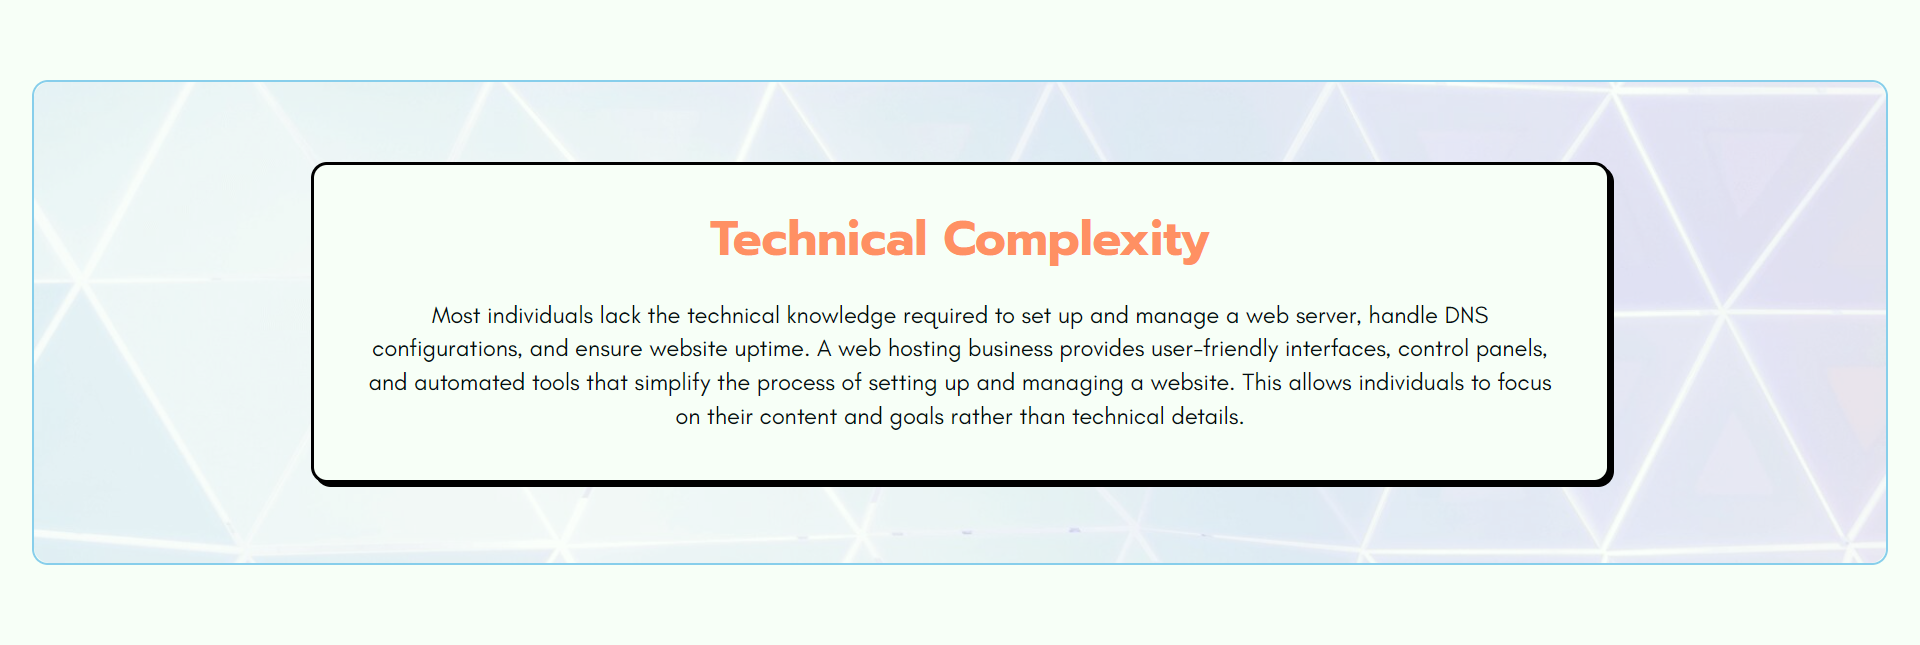 Technical Complexity
Most individuals lack the technical knowledge required to set up and manage a web server, handle DNS
configurations, and ensure website uptime. A web hosting business provides user-friendly interfaces, control panels,
and automated tools that simplify the process of setting up and managing a website. This allows individuals to focus
on their content and goals rather than technical details.